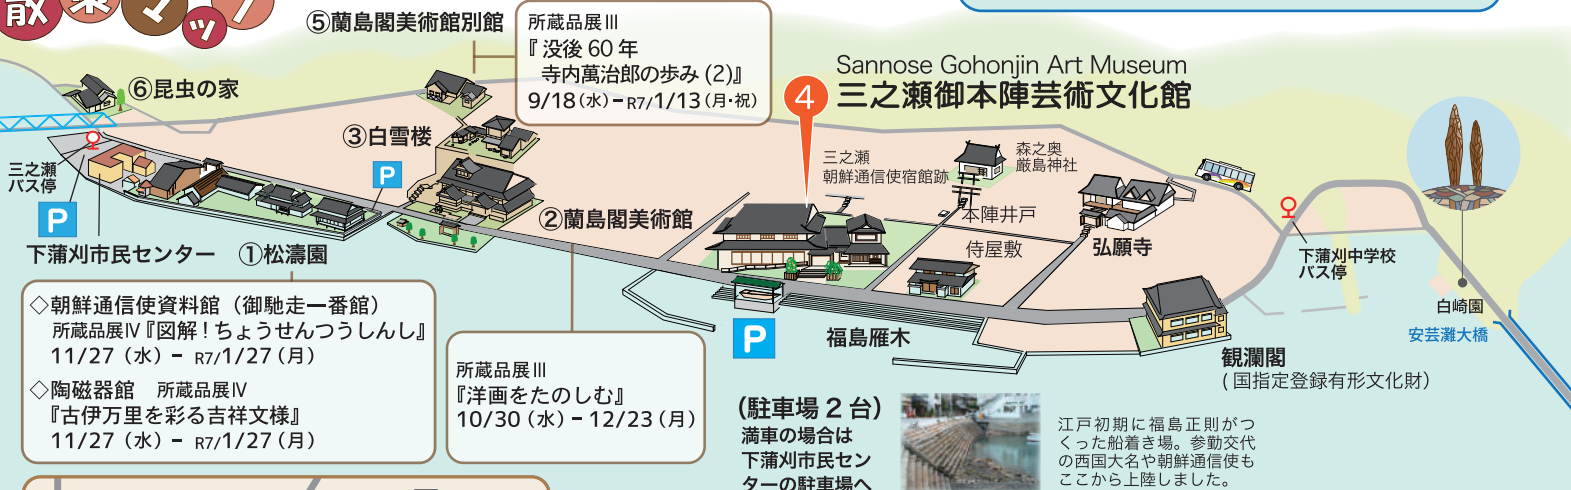 散策マップ
⑤蘭島閣美術館別館
所蔵品展Ⅲ
『没後60年
寺内萬治郎の歩み(2)』
9/18(水)-R7/1/13(月・祝)
Sannose Gohonjin Art Museum
三之瀬御本陣芸術文化館
4
⑥昆虫の家
③白雪楼
P
三之瀬
バス停
P
下蒲刈市民センター
①松濤園
②蘭島閣美術館
三之瀬
朝鮮通信使宿館跡
森之奥
厳島神社
本陣井戸
侍屋敷
弘願寺
下蒲刈中学校
バス停
白崎園
安芸灘大橋
◇朝鮮通信使資料館(御馳走一番館)
所蔵品展Ⅳ『図解!ちょうせんつうしんし』
11/27(水)- R7/1/27(月)
◇陶磁器館 所蔵品展Ⅳ
『古伊万里を彩る吉祥文様』
11/27(水)- R7/1/27(月)
所蔵品展Ⅲ
『洋画をたのしむ』
10/30(水)-12/23(月)
P
福島雁木
観瀾閣
(国指定登録有形文化財)
(駐車場2台)
満車の場合は
下蒲刈市民セン
ターの駐車場へ
江戸初期に福島正則がつ
くった船着き場。参勤交代
の西国大名や朝鮮通信使も
ここから上陸しました。